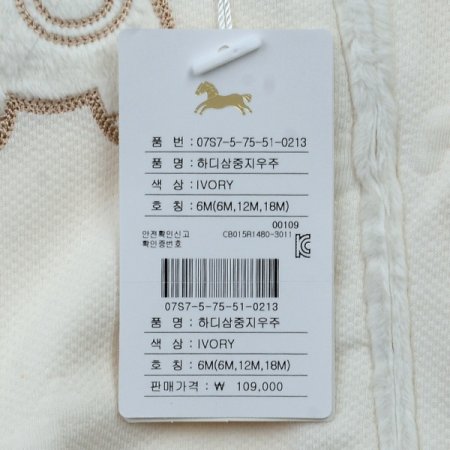 품 번 : 07S7-5-75-51-0213
품 명 : 하디삼중지우주
색 상 : IVORY
호 칭 : 6M(6M,12M,18M)
00109
안전확인신고 CB015R1480-3011
확인증번호
07S7-5-75-51-0213
품 명 : 하디삼중지우주
색 상 : IVORY
호 칭 : 6M(6M,12M,18M)
판매가격 : ₩ 109,000